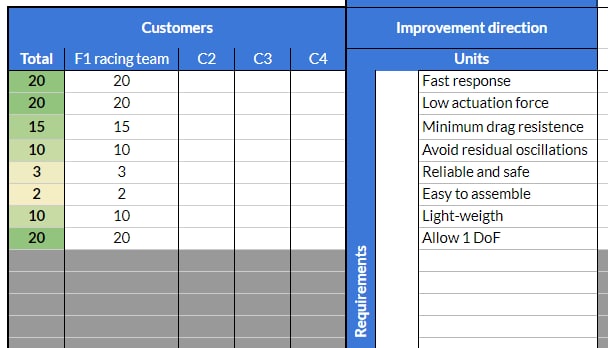 Customers Improvement direction
Total F1 racing team C2 C3 C4 Units
20 20 Fast response
20 20 Low actuation force
15 15 Minimum drag resistence
10 10 Avoid residual oscillations
3 3 Reliable and safe
2 2 Easy to assemble
10 10 Light-weigth
20 20 Allow 1 DoF
Requirements